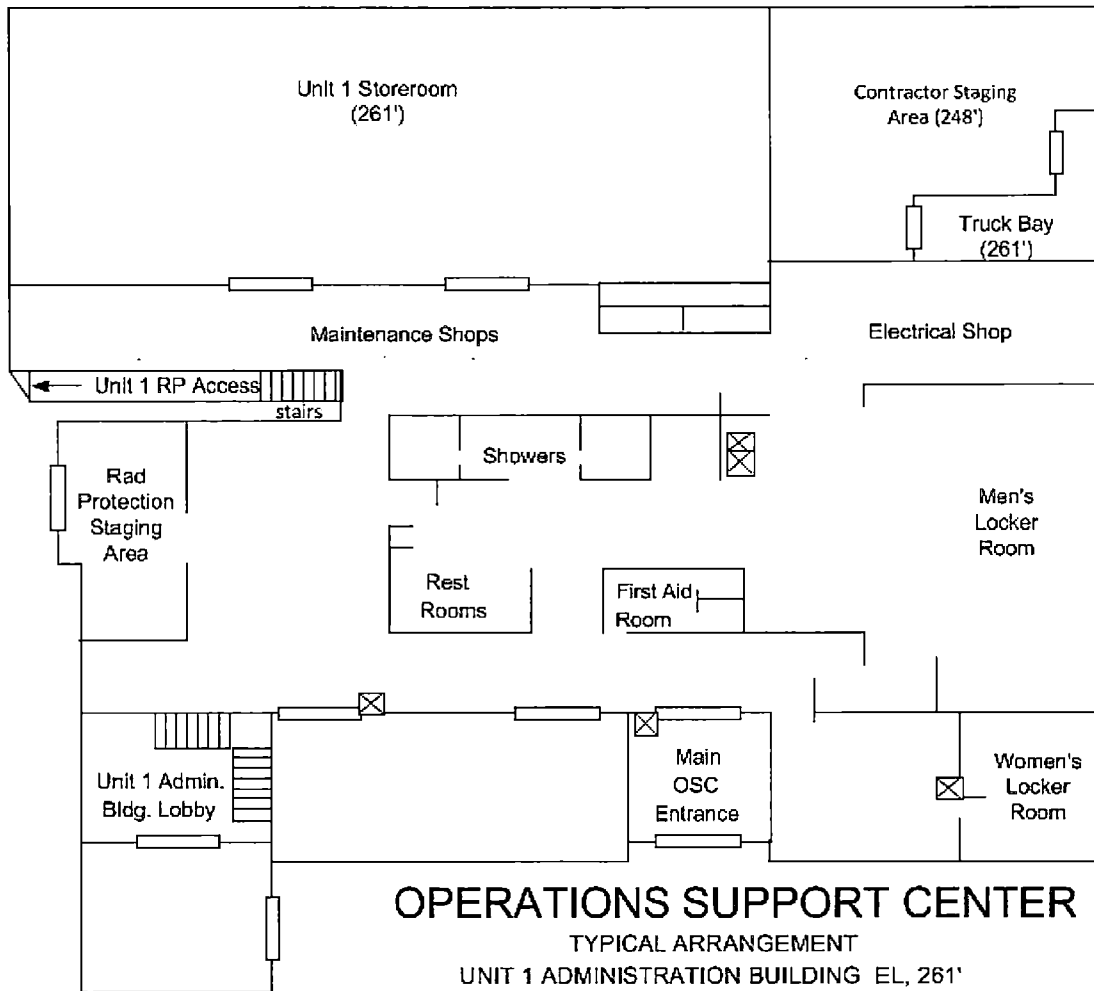 Unit 1 Storeroom
(261')
Contractor Staging
Area (248')
Truck Bay
(261')
Maintenance Shops
Electrical Shop
Unit 1 RP Access
stairs
Rad
Protection
Staging
Area
Showers
Men's
Locker
Room
Rest
Rooms
First Aid
Room
Unit 1 Admin.
Bldg. Lobby
Main
OSC
Entrance
Women's
Locker
Room
OPERATIONS SUPPORT CENTER
TYPICAL ARRANGEMENT
UNIT 1 ADMINISTRATION BUILDING EL, 261'